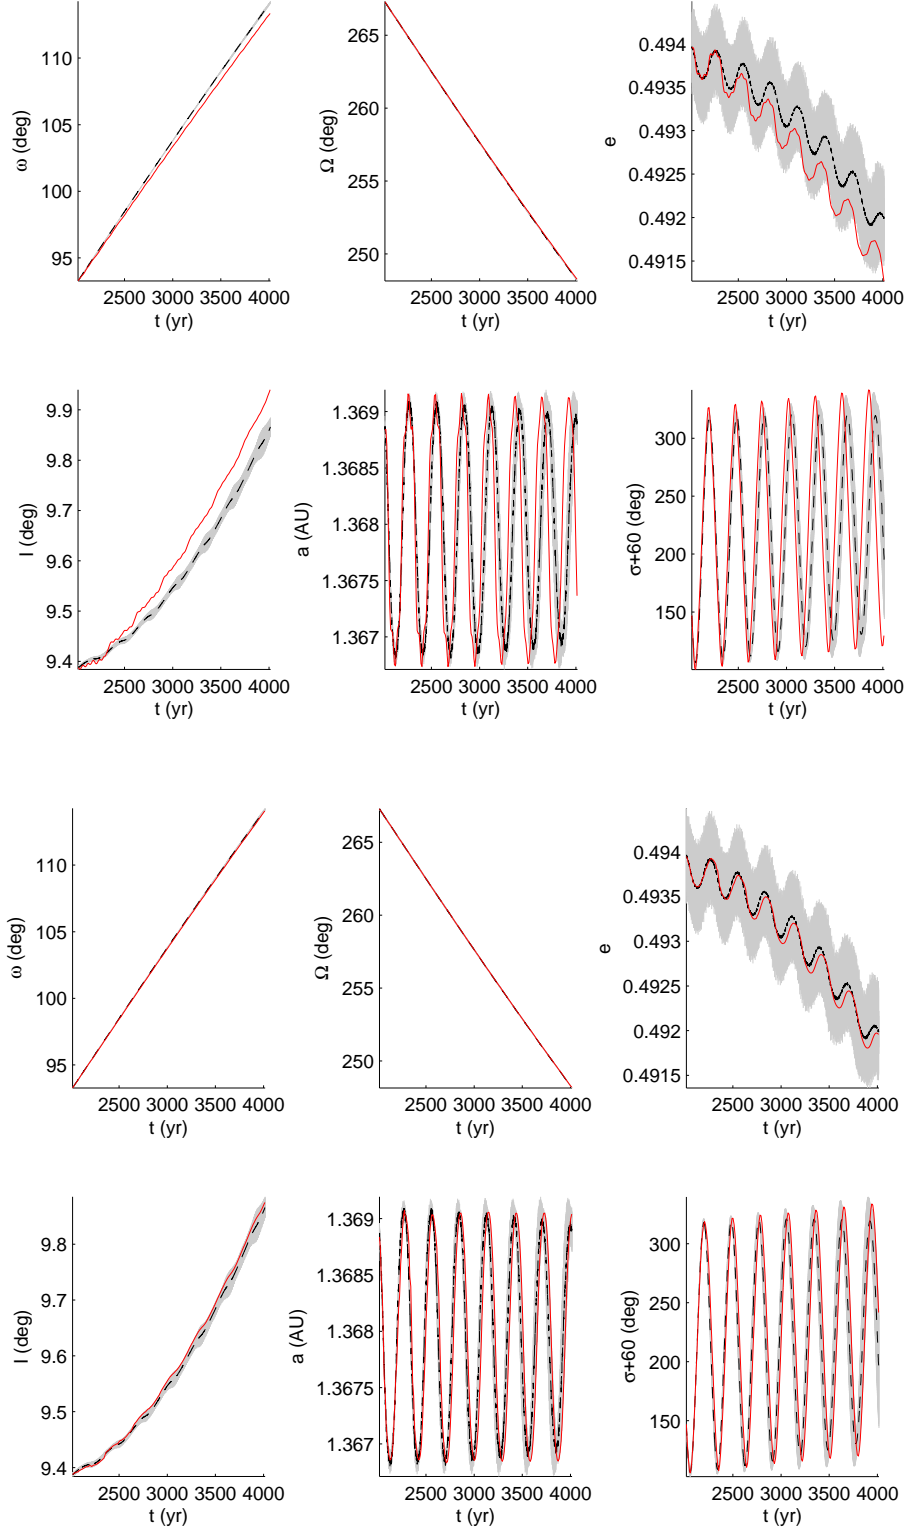 110
105
100
95
ω (deg)
2500 3000 3500 4000
t (yr)
265
260
255
250
Ω (deg)
2500 3000 3500 4000
t (yr)
0.494
0.4935
0.493
0.4925
0.492
0.4915
e
2500 3000 3500 4000
t (yr)
9.9
9.8
9.7
9.6
9.5
9.4
I (deg)
2500 3000 3500 4000
t (yr)
1.369
1.3685
1.368
1.3675
1.367
a (AU)
2500 3000 3500 4000
t (yr)
300
250
200
150
σ+60 (deg)
2500 3000 3500 4000
t (yr)
110
105
100
95
ω (deg)
2500 3000 3500 4000
t (yr)
265
260
255
250
Ω (deg)
2500 3000 3500 4000
t (yr)
0.494
0.4935
0.493
0.4925
0.492
0.4915
e
2500 3000 3500 4000
t (yr)
9.8
9.7
9.6
9.5
9.4
I (deg)
2500 3000 3500 4000
t (yr)
1.369
1.3685
1.368
1.3675
1.367
a (AU)
2500 3000 3500 4000
t (yr)
300
250
200
150
σ+60 (deg)
2500 3000 3500 4000
t (yr)